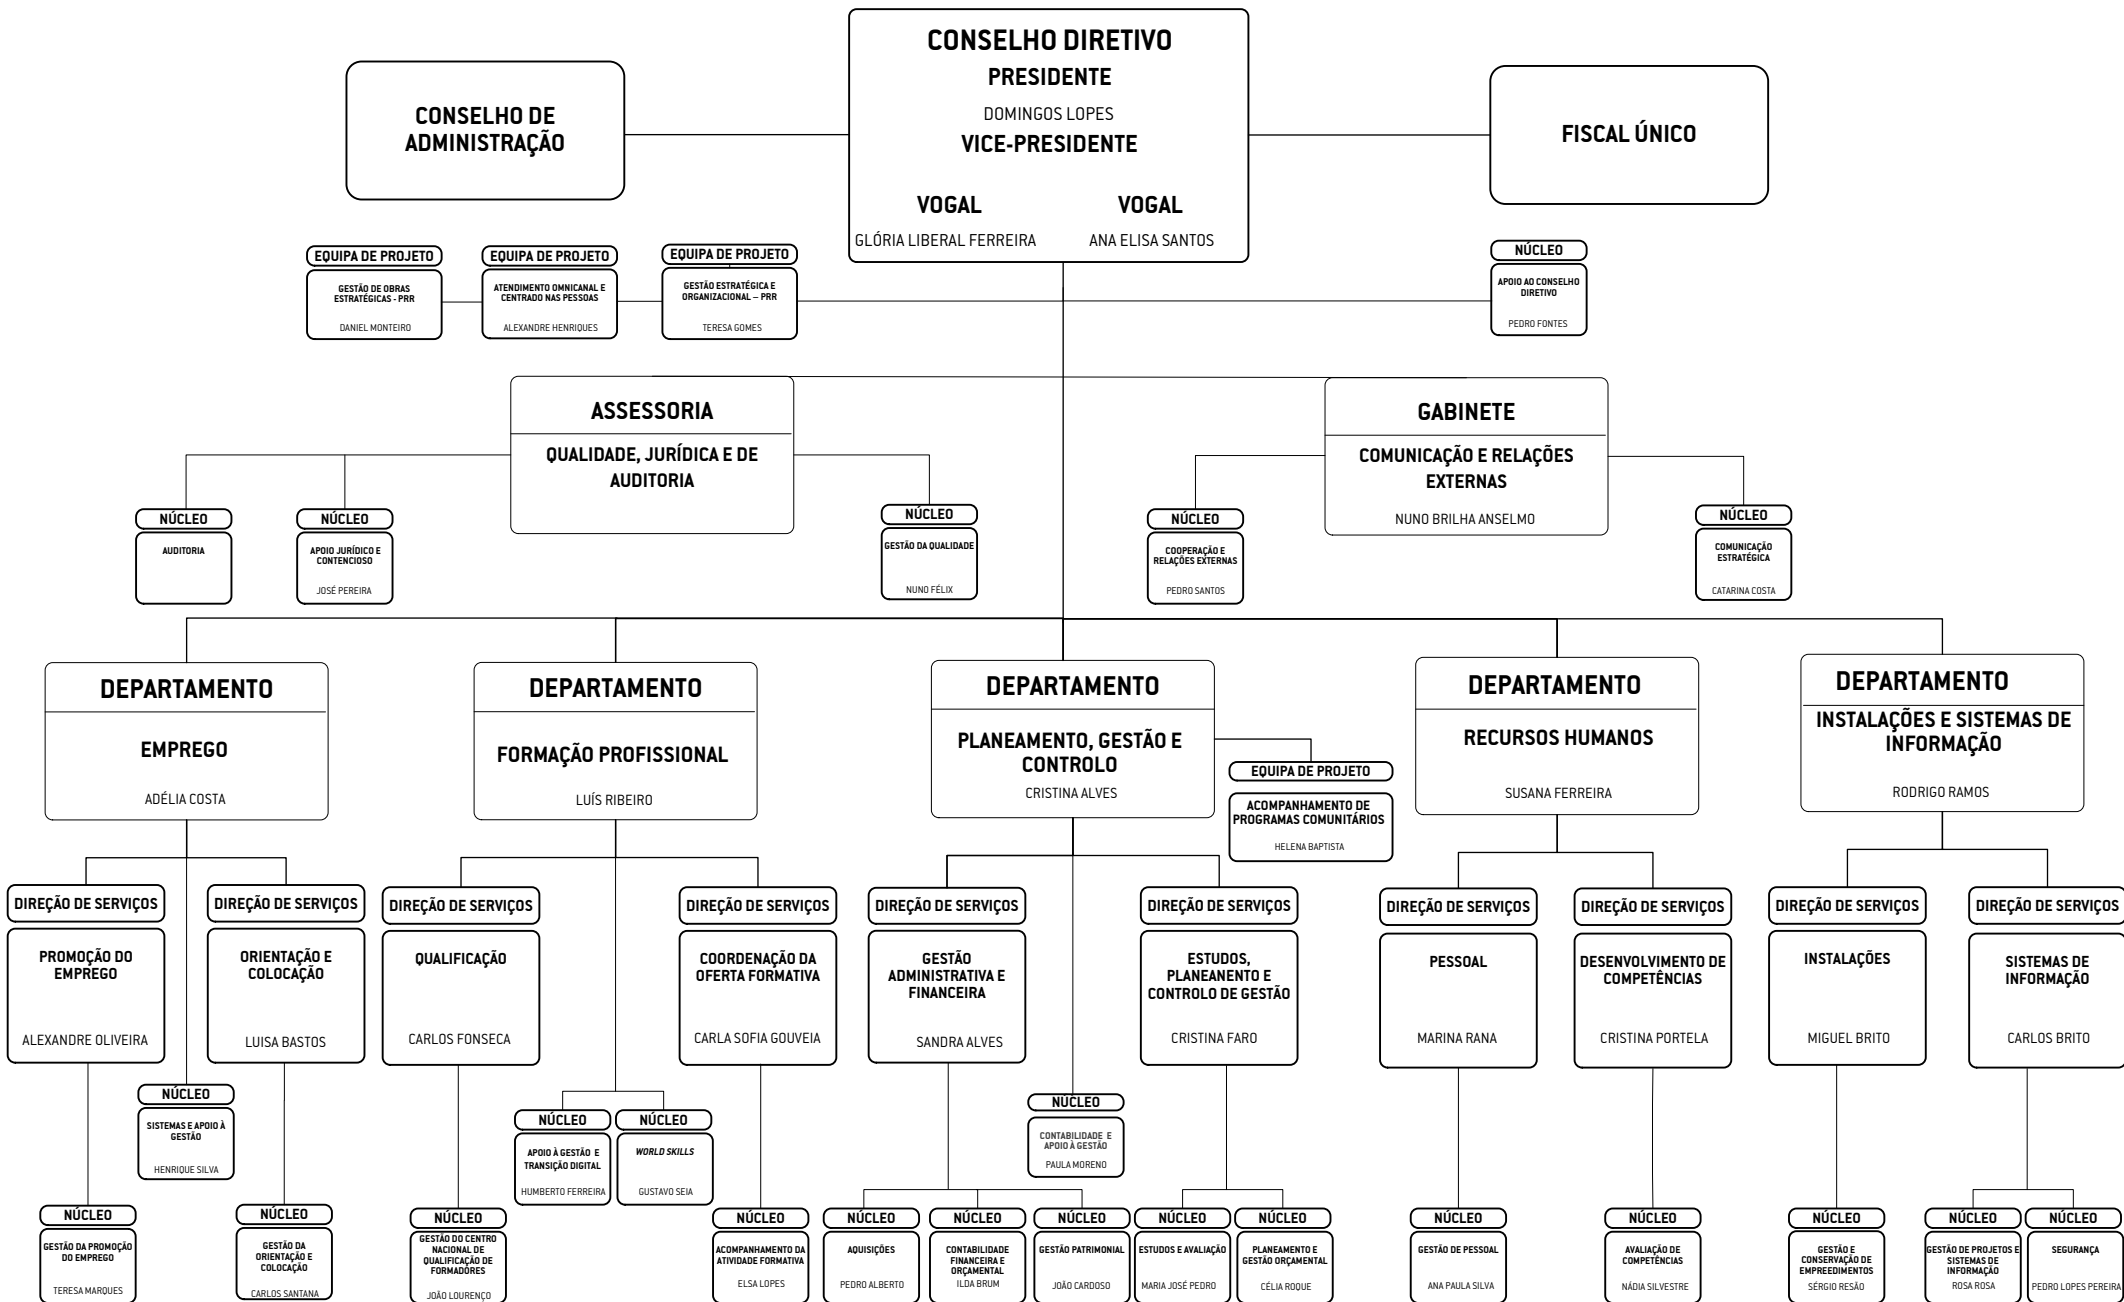 CONSELHO DIRETIVO
PRESIDENTE
DOMINGOS LOPES
VICE-PRESIDENTE
VOGAL
VOGAL
GLÓRIA LIBERAL FERREIRA
ANA ELISA SANTOS
CONSELHO DE
ADMINISTRAÇÃO
FISCAL ÚNICO
EQUIPA DE PROJETO
GESTÃO DE OBRAS
ESTRATÉGICAS - PRR
DANIEL MONTEIRO
EQUIPA DE PROJETO
ATENDIMENTO OMNICANAL E
CENTRADO NAS PESSOAS
ALEXANDRE HENRIQUES
EQUIPA DE PROJETO
GESTÃO ESTRATÉGICA E
ORGANIZACIONAL – PRR
TERESA GOMES
NÚCLEO
APOIO AO CONSELHO
DIRETIVO
PEDRO FONTES
ASSESSORIA
QUALIDADE, JURÍDICA E DE
AUDITORIA
GABINETE
COMUNICAÇÃO E RELAÇÕES
EXTERNAS
NUNO BRILHA ANSELMO
NÚCLEO
AUDITORIA
NÚCLEO
APOIO JURÍDICO E
CONTENCIOSO
JOSÉ PEREIRA
NÚCLEO
GESTÃO DA QUALIDADE
NUNO FÉLIX
NÚCLEO
COOPERAÇÃO E
RELAÇÕES EXTERNAS
PEDRO SANTOS
NÚCLEO
COMUNICAÇÃO
ESTRATÉGICA
CATARINA COSTA
DEPARTAMENTO
EMPREGO
ADÉLIA COSTA
DEPARTAMENTO
FORMAÇÃO PROFISSIONAL
LUÍS RIBEIRO
DEPARTAMENTO
PLANEAMENTO, GESTÃO E
CONTROLO
CRISTINA ALVES
EQUIPA DE PROJETO
ACOMPANHAMENTO DE
PROGRAMAS COMUNITÁRIOS
HELENA BAPTISTA
DEPARTAMENTO
RECURSOS HUMANOS
SUSANA FERREIRA
DEPARTAMENTO
INSTALAÇÕES E SISTEMAS DE
INFORMAÇÃO
RODRIGO RAMOS
DIREÇÃO DE SERVIÇOS
PROMOÇÃO DO
EMPREGO
ALEXANDRE OLIVEIRA
DIREÇÃO DE SERVIÇOS
ORIENTAÇÃO E
COLOCAÇÃO
LUISA BASTOS
DIREÇÃO DE SERVIÇOS
QUALIFICAÇÃO
CARLOS FONSECA
DIREÇÃO DE SERVIÇOS
COORDENAÇÃO DA
OFERTA FORMATIVA
CARLA SOFIA GOUVEIA
DIREÇÃO DE SERVIÇOS
GESTÃO
ADMINISTRATIVA E
FINANCEIRA
SANDRA ALVES
DIREÇÃO DE SERVIÇOS
ESTUDOS,
PLANEANENTO E
CONTROLO DE GESTÃO
CRISTINA FARO
DIREÇÃO DE SERVIÇOS
PESSOAL
MARINA RANA
DIREÇÃO DE SERVIÇOS
DESENVOLVIMENTO DE
COMPETÊNCIAS
CRISTINA PORTELA
DIREÇÃO DE SERVIÇOS
INSTALAÇÕES
MIGUEL BRITO
DIREÇÃO DE SERVIÇOS
SISTEMAS DE
INFORMAÇÃO
CARLOS BRITO
NÚCLEO
SISTEMAS E APOIO À
GESTÃO
HENRIQUE SILVA
NÚCLEO
APOIO À GESTÃO E
TRANSIÇÃO DIGITAL
HUMBERTO FERREIRA
NÚCLEO
WORLD SKILLS
GUSTAVO SEIA
NÚCLEO
CONTABILIDADE E
APOIO À GESTÃO
PAULA MORENO
NÚCLEO
GESTÃO DA PROMOÇÃO
DO EMPREGO
TERESA MARQUES
NÚCLEO
GESTÃO DA
ORIENTAÇÃO E
COLOCAÇÃO
CARLOS SANTANA
NÚCLEO
GESTÃO DO CENTRO
NACIONAL DE
QUALIFICAÇÃO DE
FORMADORES
JOÃO LOURENÇO
NÚCLEO
ACOMPANHAMENTO DA
ATIVIDADE FORMATIVA
ELSA LOPES
NÚCLEO
AQUISIÇÕES
PEDRO ALBERTO
NÚCLEO
CONTABILIDADE
FINANCEIRA E
ORÇAMENTAL
ILDA BRUM
NÚCLEO
GESTÃO PATRIMONIAL
JOÃO CARDOSO
NÚCLEO
ESTUDOS E AVALIAÇÃO
MARIA JOSÉ PEDRO
NÚCLEO
PLANEAMENTO E
GESTÃO ORÇAMENTAL
CÉLIA ROQUE
NÚCLEO
GESTÃO DE PESSOAL
ANA PAULA SILVA
NÚCLEO
AVALIAÇÃO DE
COMPETÊNCIAS
NÁDIA SILVESTRE
NÚCLEO
GESTÃO E
CONSERVAÇÃO DE
EMPREEDIMENTOS
SÉRGIO RESÃO
NÚCLEO
GESTÃO DE PROJETOS E
SISTEMAS DE
INFORMAÇÃO
ROSA ROSA
NÚCLEO
SEGURANÇA
PEDRO LOPES PEREIRA